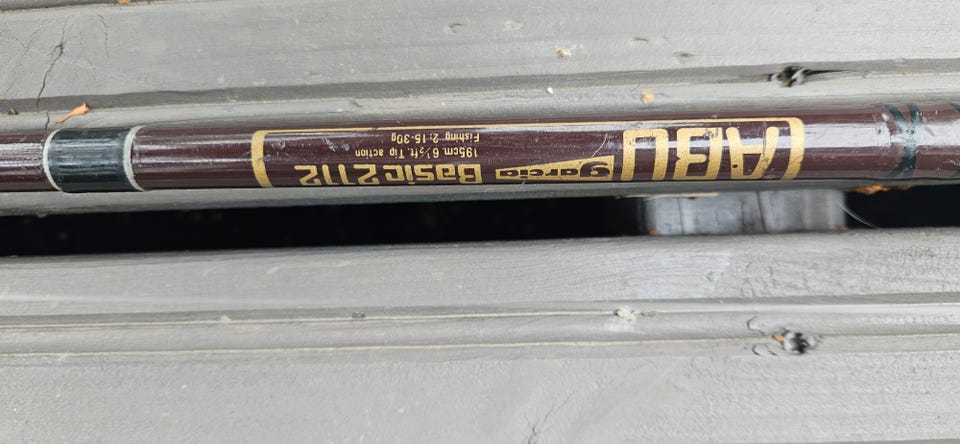 ABU
Garcia
Basic 2112
195cm. 6½ft. Tip action
Fishing 2:15-30g